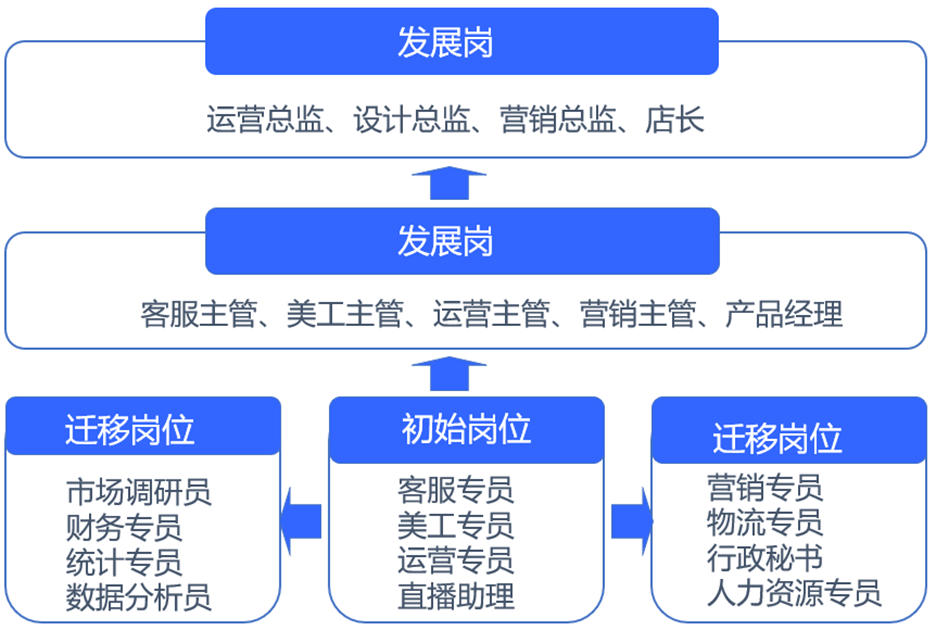 发展岗
运营总监、设计总监、营销总监、店长
发展岗
客服主管、美工主管、运营主管、营销主管、产品经理
迁移岗位
市场调研员
财务专员
统计专员
数据分析员
初始岗位
客服专员
美工专员
运营专员
直播助理
迁移岗位
营销专员
物流专员
行政秘书
人力资源专员